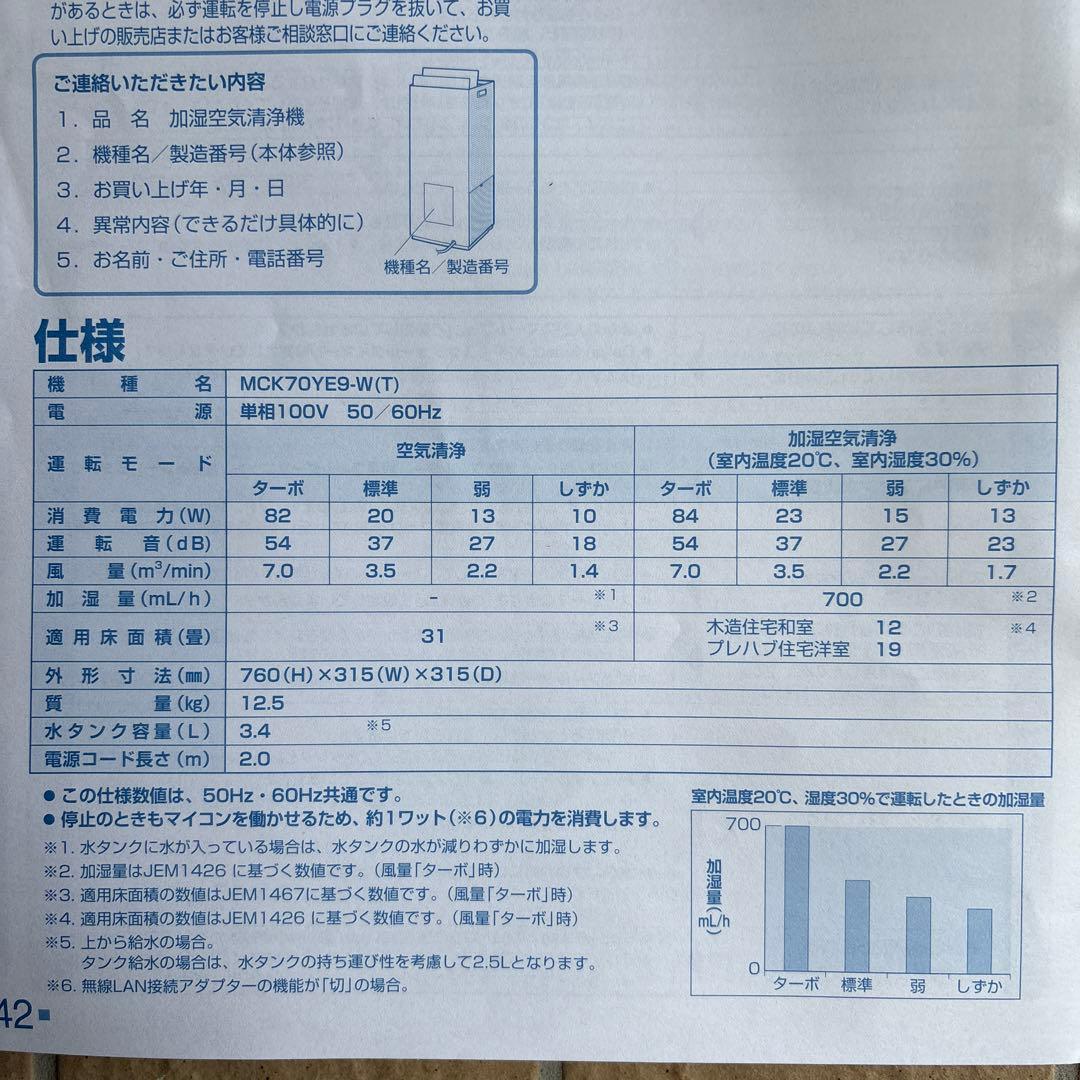 があるときは、必ず運転を停止し電源プラグを抜いて、お買
い上げの販売店またはお客様ご相談窓口にご連絡ください。
ご連絡いただきたい内容
1. 品 名 加湿空気清浄機
2. 機種名／製造番号（本体参照）
3. お買い上げ年・月・日
4. 異常内容（できるだけ具体的に）
5. お名前・ご住所・電話番号
機種名／製造番号
仕様
機種名 MCK70YE9-W(T)
電源 単相100V 50／60Hz
運転モード 空気清浄 加湿空気清浄
（室内温度20℃、室内湿度30%）
ターボ 標準 弱 しずか ターボ 標準 弱 しずか
消費電力(W) 82 20 13 10 84 23 15 13
運転音(dB) 54 37 27 18 54 37 27 23
風量(m³/min) 7.0 3.5 2.2 1.4 7.0 3.5 2.2 1.7
加湿量(mL/h) – ※1 700 ※2
適用床面積(畳) 31 ※3 木造住宅和室 12 ※4
プレハブ住宅洋室 19
外形寸法(㎜) 760(H)×315(W)×315(D)
質量(㎏) 12.5
水タンク容量(L) 3.4 ※5
電源コード長さ(m) 2.0
● この仕様数値は、50Hz・60Hz共通です。
● 停止のときもマイコンを働かせるため、約1ワット（※6）の電力を消費します。
※1. 水タンクに水が入っている場合は、水タンクの水が減りわずかに加湿します。
※2. 加湿量はJEM1426 に基づく数値です。（風量「ターボ」時）
※3. 適用床面積の数値はJEM1467に基づく数値です。（風量「ターボ」時）
※4. 適用床面積の数値はJEM1426 に基づく数値です。（風量「ターボ」時）
※5. 上から給水の場合。
タンク給水の場合は、水タンクの持ち運び性を考慮して2.5Lとなります。
※6. 無線LAN接続アダプターの機能が「切」の場合。
室内温度20℃、湿度30%で運転したときの加湿量
700
加湿量（mL/h）
0
ターボ 標準 弱 しずか
42